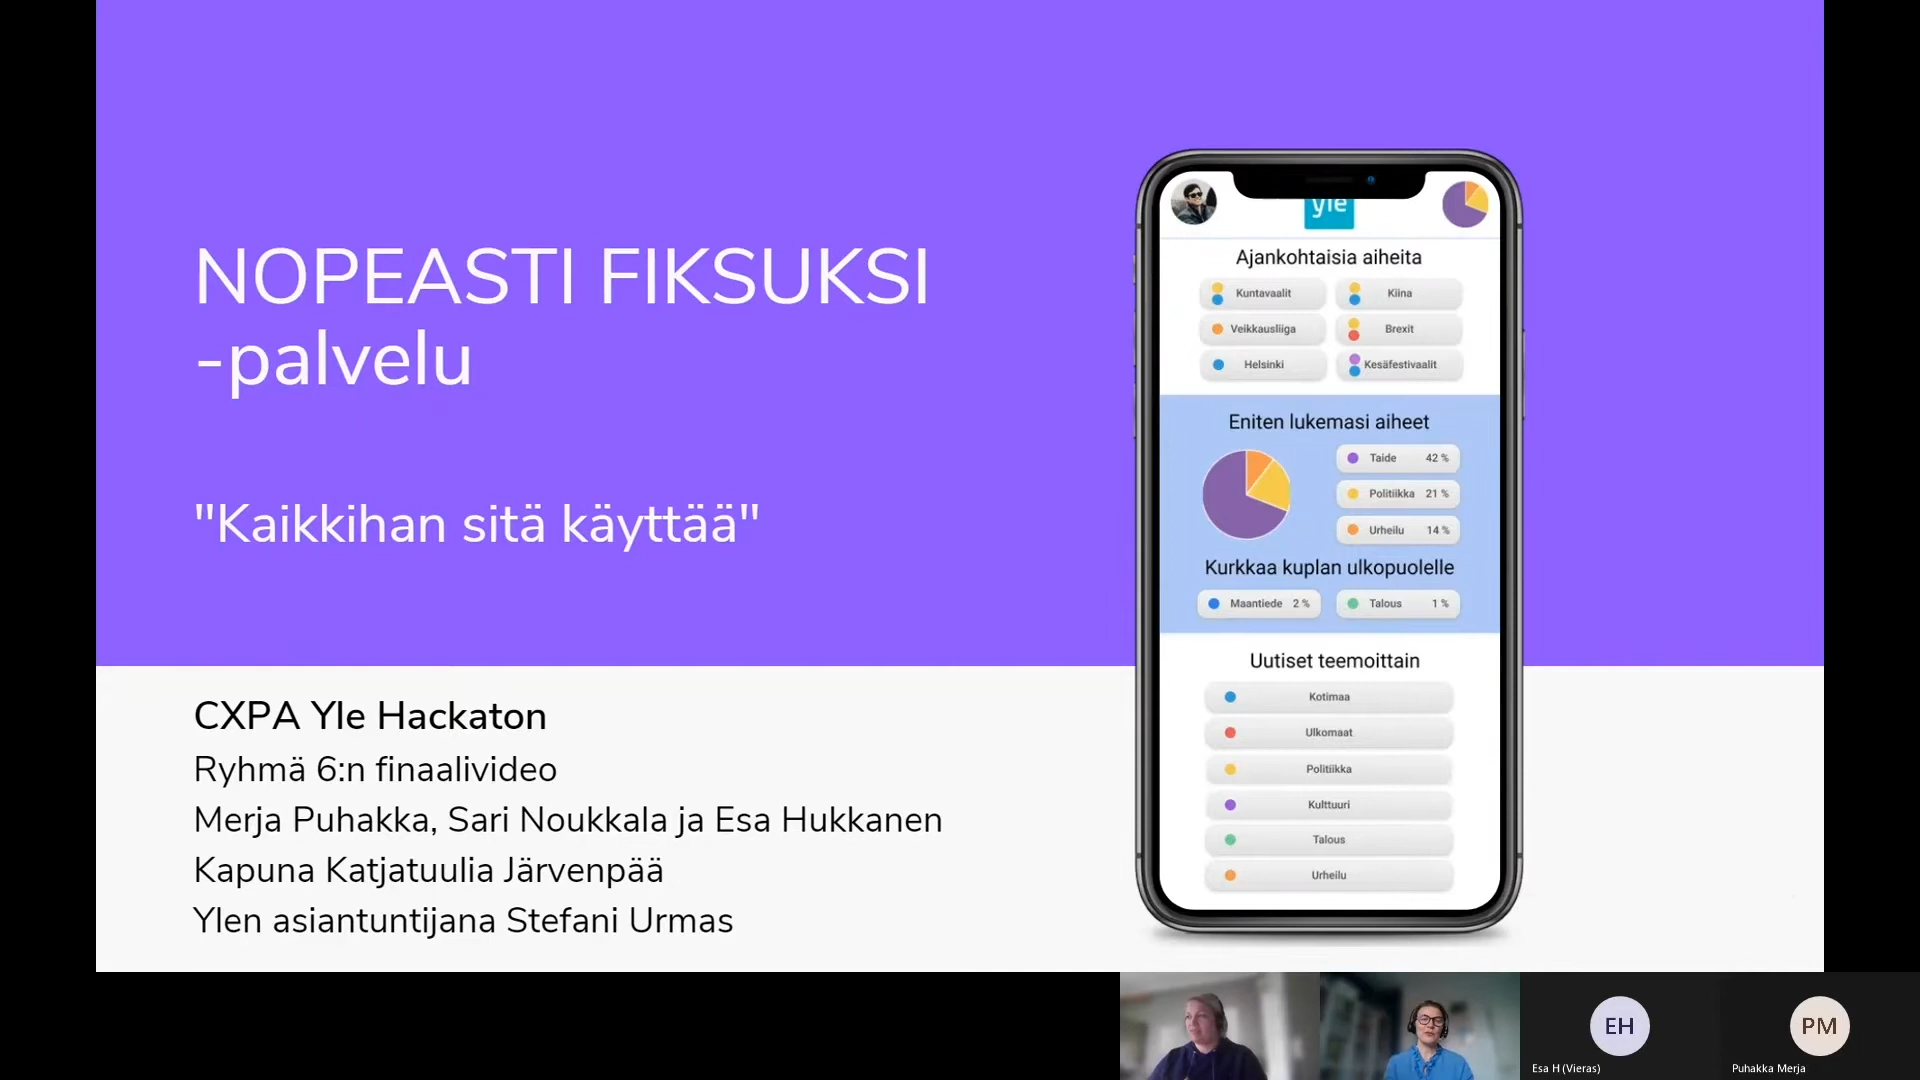 NOPEASTI FIKSUKSI
-palvelu
"Kaikkihan sitä käyttää"
CXPA Yle Hackaton
Ryhmä 6:n finaalivideo
Merja Puhakka, Sari Noukkala ja Esa Hukkanen
Kapuna Katjatuulia Järvenpää
Ylen asiantuntijana Stefani Urmas
yle
Ajankohtaisia aiheita
Kuntavaalit
Kiina
Veikkausliiga
Brexit
Helsinki
Kesäfestivaalit
Eniten lukemasi aiheet
Taide 42 %
Politiikka 21 %
Urheilu 14 %
Kurkkaa kuplan ulkopuolelle
Maantiede 2 %
Talous 1 %
Uutiset teemoittain
Kotimaa
Ulkomaat
Politiikka
Kulttuuri
Talous
Urheilu
EH
Esa H (Vieras)
PM
Puhakka Merja